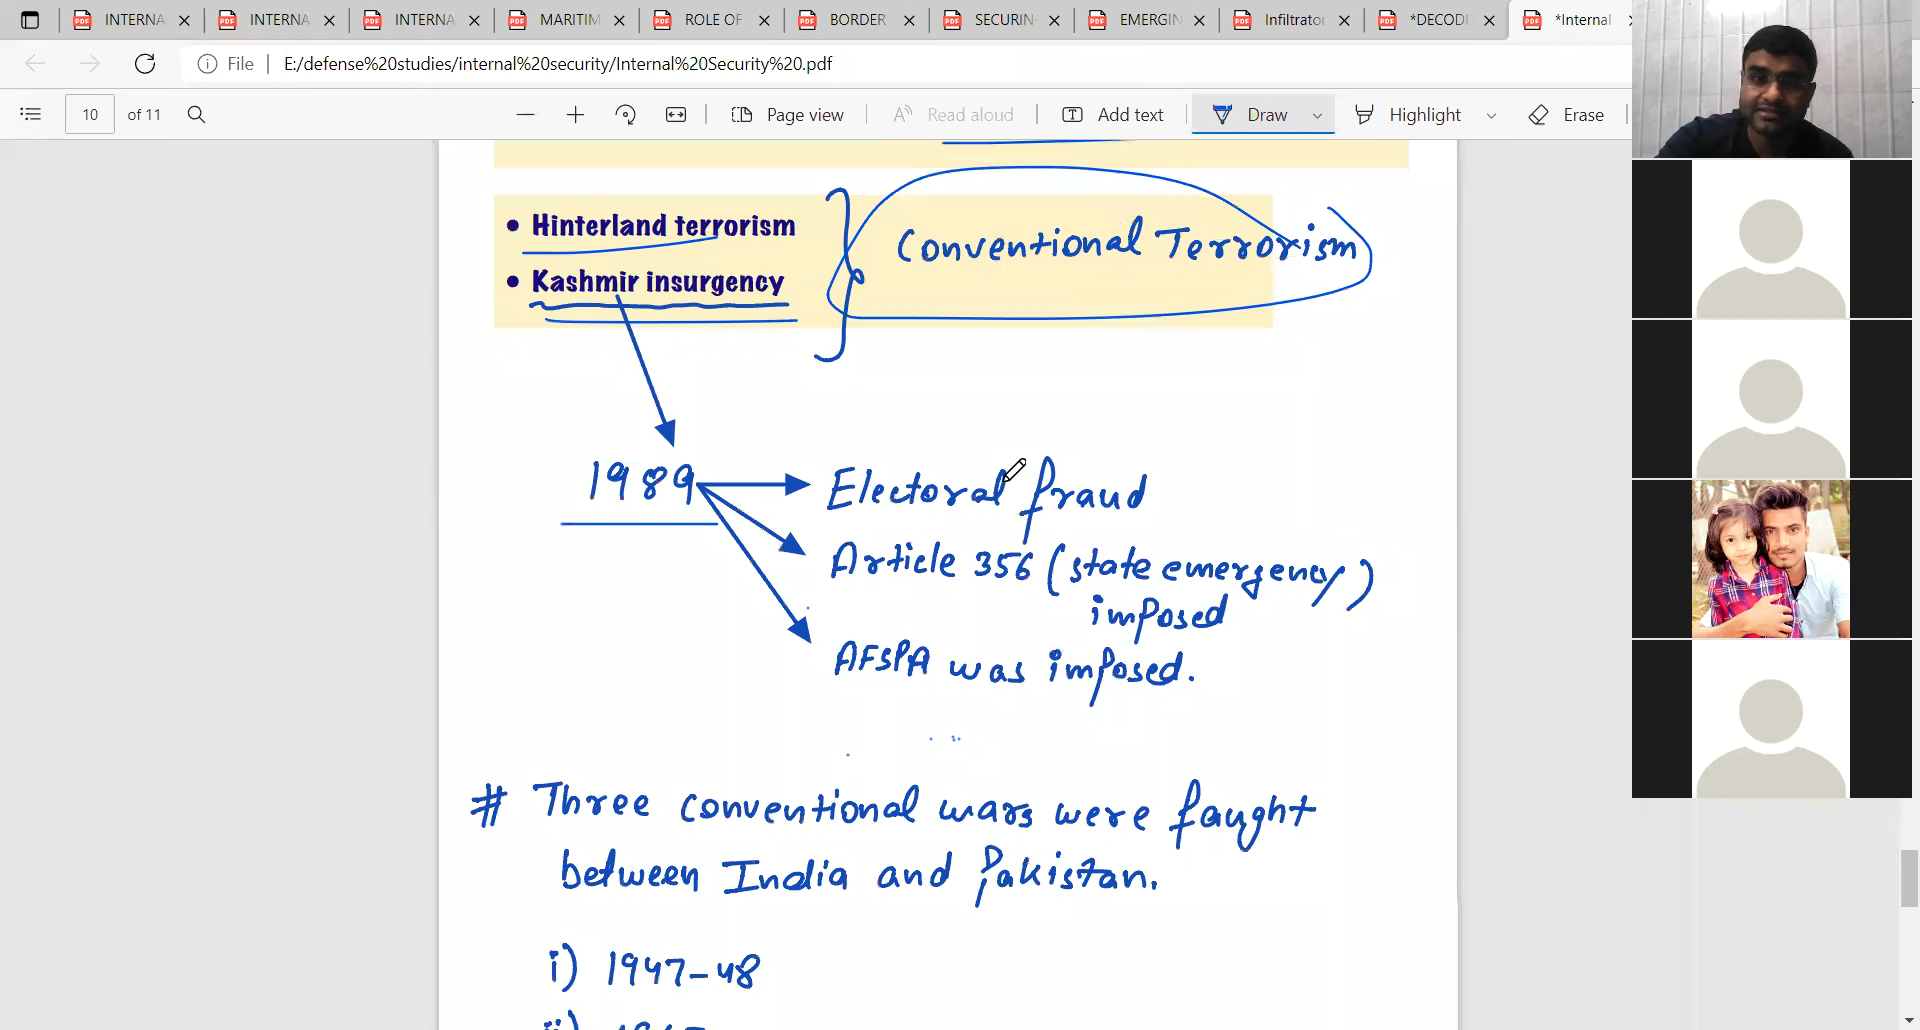 INTERNA
INTERNA
INTERNA
MARITIM
ROLE OF
BORDER
SECURIN
EMERGIN
Infiltrator
*DECODI
*Internal
File
E:/defense%20studies/internal%20security/Internal%20Security%20.pdf
10 of 11
Page view
Read aloud
Add text
Draw
Highlight
Erase
• Hinterland terrorism
• Kashmir insurgency
Conventional Terrorism
1989
Electoral fraud
Article 356 (state emergency)
imposed
AFSPA was imposed.
# Three conventional wars were faught
between India and Pakistan.
i) 1947-48